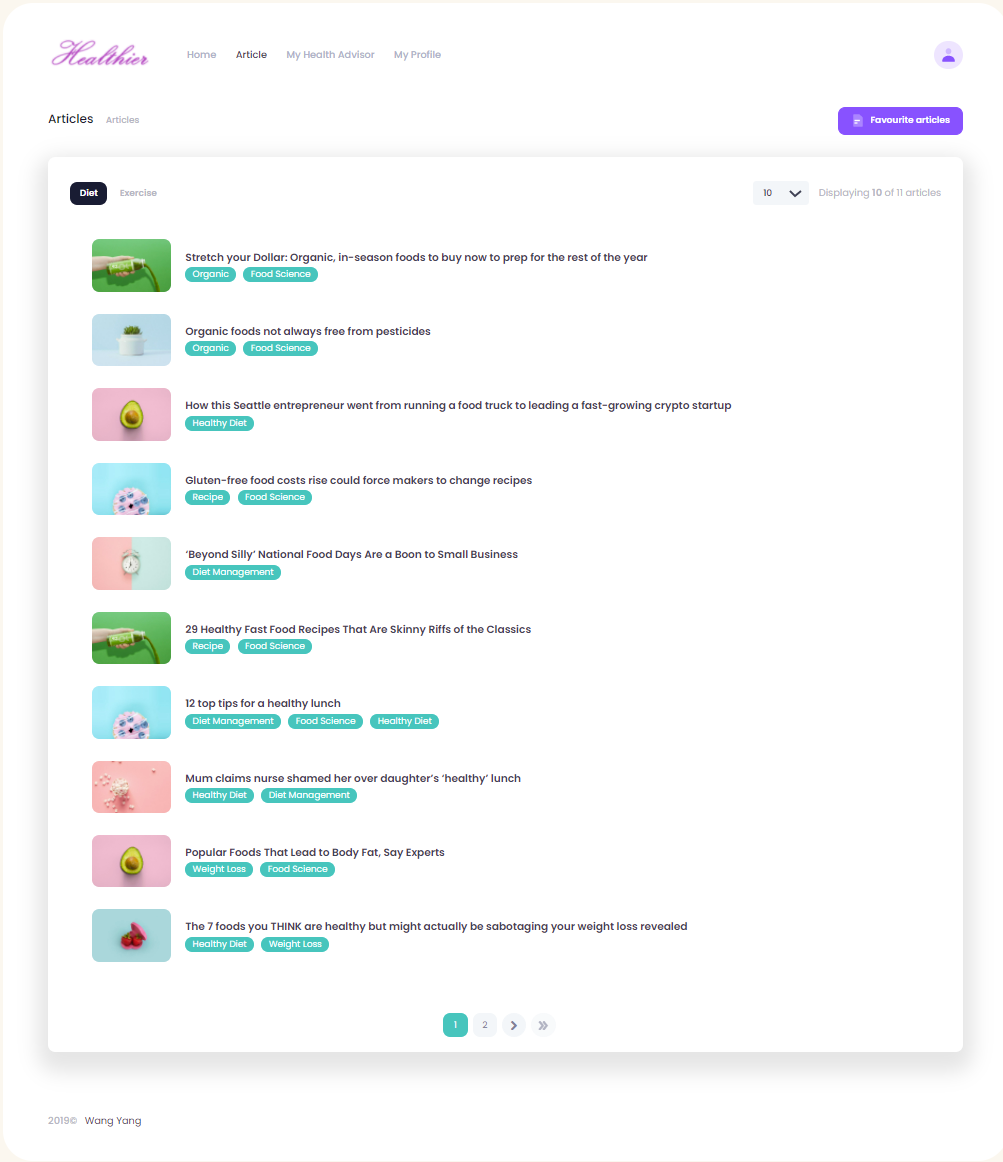 Healthier Home Article My Health Advisor My Profile
Articles Articles Favourite articles
Diet Exercise 10 Displaying 10 of 11 articles
Stretch your Dollar: Organic, in-season foods to buy now to prep for the rest of the year
Organic Food Science
Organic foods not always free from pesticides
Organic Food Science
How this Seattle entrepreneur went from running a food truck to leading a fast-growing crypto startup
Healthy Diet
Gluten-free food costs rise could force makers to change recipes
Recipe Food Science
‘Beyond Silly’ National Food Days Are a Boon to Small Business
Diet Management
29 Healthy Fast Food Recipes That Are Skinny Riffs of the Classics
Recipe Food Science
12 top tips for a healthy lunch
Diet Management Food Science Healthy Diet
Mum claims nurse shamed her over daughter’s ‘healthy’ lunch
Healthy Diet Diet Management
Popular Foods That Lead to Body Fat, Say Experts
Weight Loss Food Science
The 7 foods you THINK are healthy but might actually be sabotaging your weight loss revealed
Healthy Diet Weight Loss
1 2
2019© Wang Yang